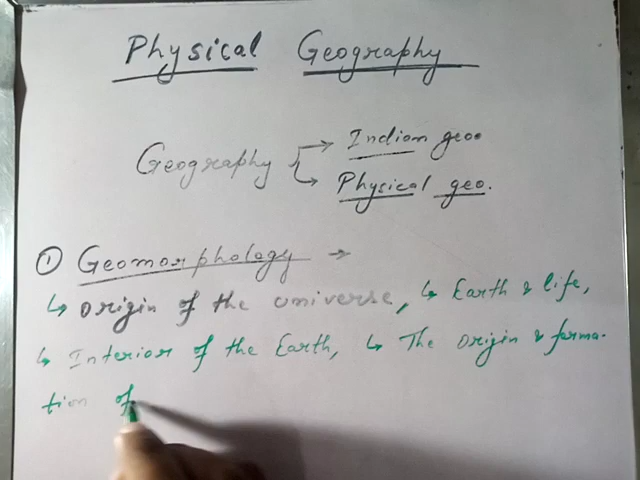 Physical Geography
Geography → Indian geo.
↳ Physical geo.
① Geomorphology →
↳ Origin of the universe, ↳ Earth & life,
↳ Interior of the Earth, ↳ The Origin & forma-
tion of